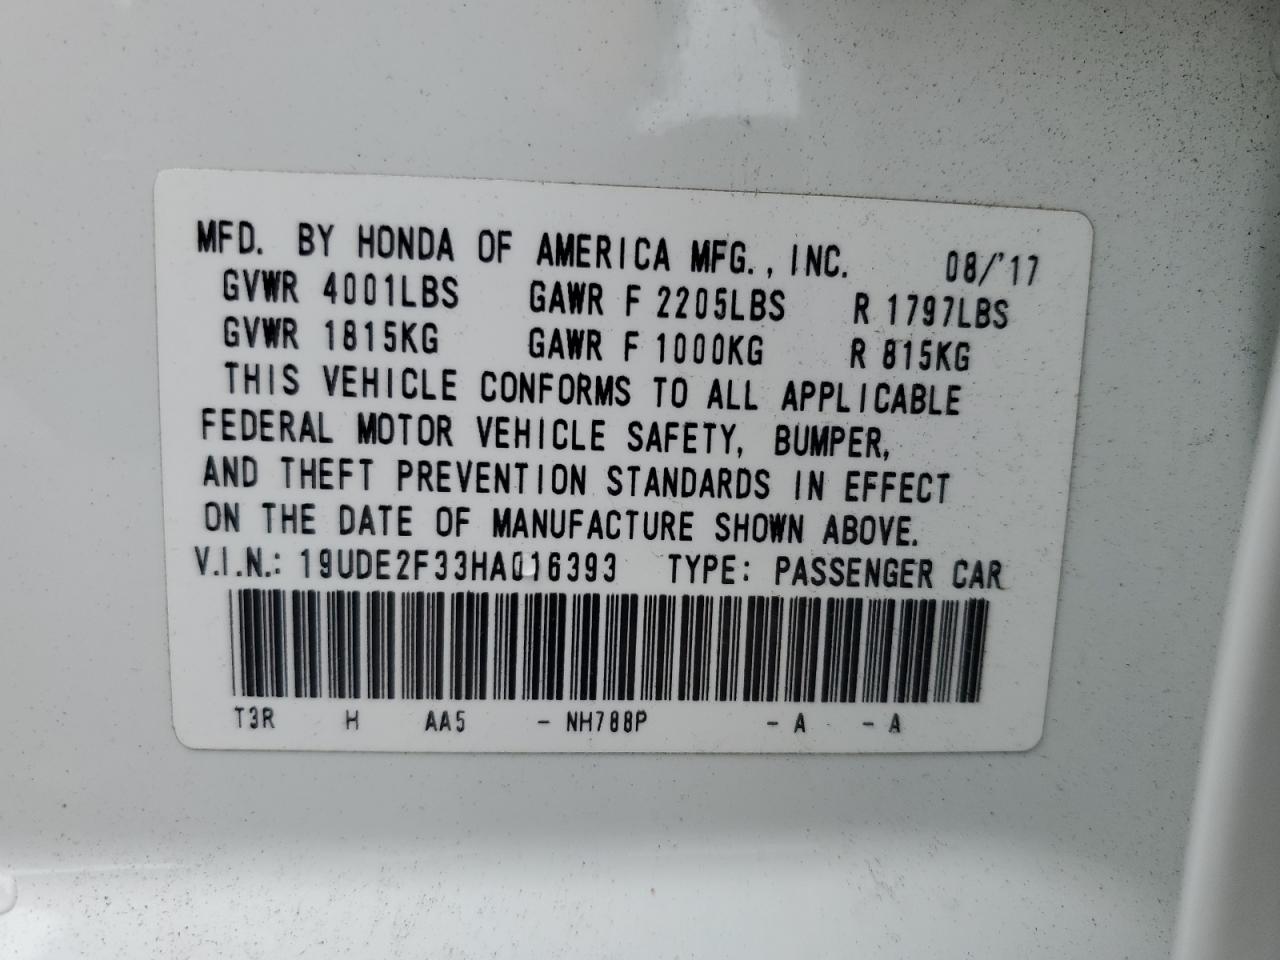 MFD. BY HONDA OF AMERICA MFG., INC. 08/'17
GVWR 4001LBS GAWR F 2205LBS R 1797LBS
GVWR 1815KG GAWR F 1000KG R 815KG
THIS VEHICLE CONFORMS TO ALL APPLICABLE
FEDERAL MOTOR VEHICLE SAFETY, BUMPER,
AND THEFT PREVENTION STANDARDS IN EFFECT
ON THE DATE OF MANUFACTURE SHOWN ABOVE.
V.I.N.: 19UDE2F33HA016393 TYPE: PASSENGER CAR
T3R H AA5 - NH788P - A - A